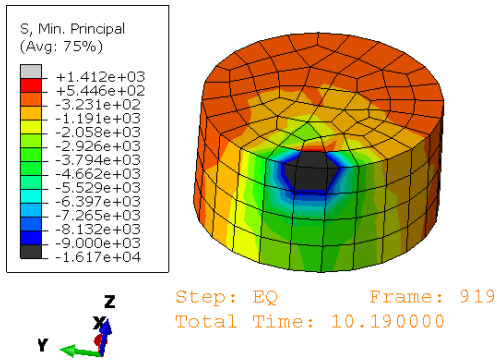 S, Min. Principal
(Avg: 75%)
+1.412e+03
+5.446e+02
-3.231e+02
-1.191e+03
-2.058e+03
-2.926e+03
-3.794e+03
-4.662e+03
-5.529e+03
-6.397e+03
-7.265e+03
-8.132e+03
-9.000e+03
-1.617e+04
Z
X
Y
Step: EQ Frame: 919
Total Time: 10.190000